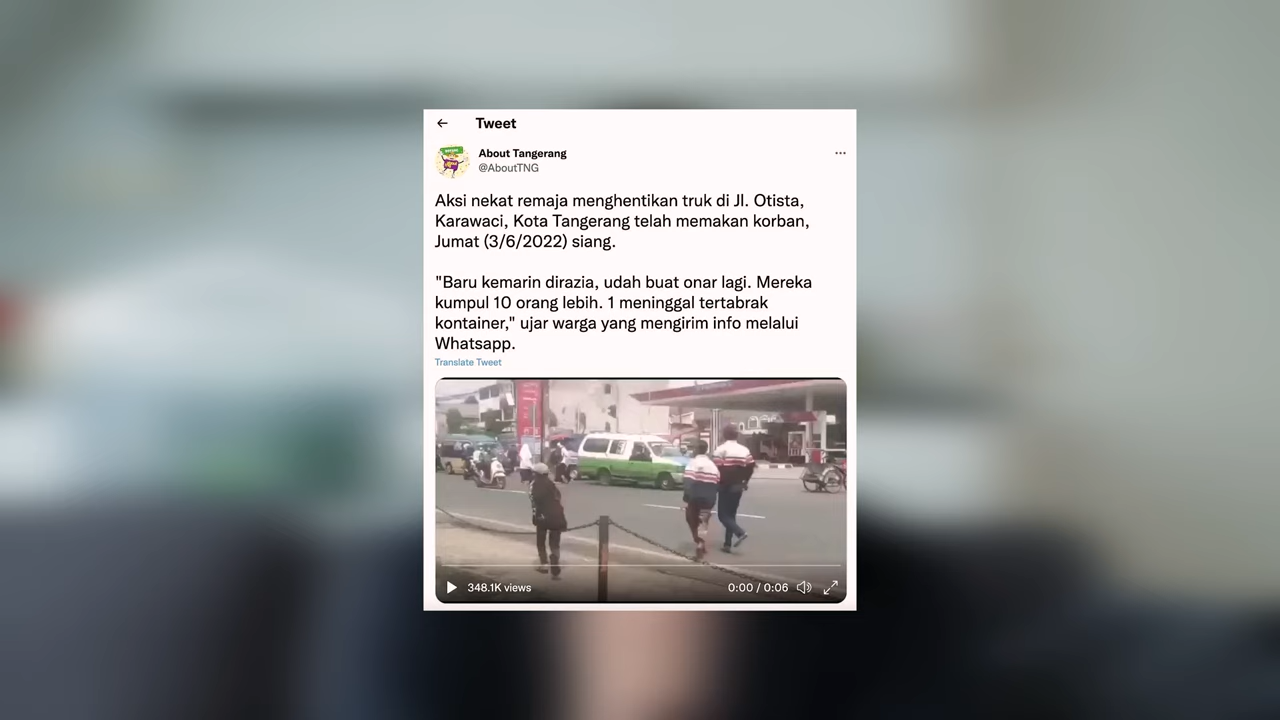 Tweet
About Tangerang
@AboutTNG
Aksi nekat remaja menghentikan truk di Jl. Otista,
Karawaci, Kota Tangerang telah memakan korban,
Jumat (3/6/2022) siang.
"Baru kemarin dirazia, udah buat onar lagi. Mereka
kumpul 10 orang lebih. 1 meninggal tertabrak
kontainer," ujar warga yang mengirim info melalui
Whatsapp.
Translate Tweet
348.1K views
0:00 / 0:06